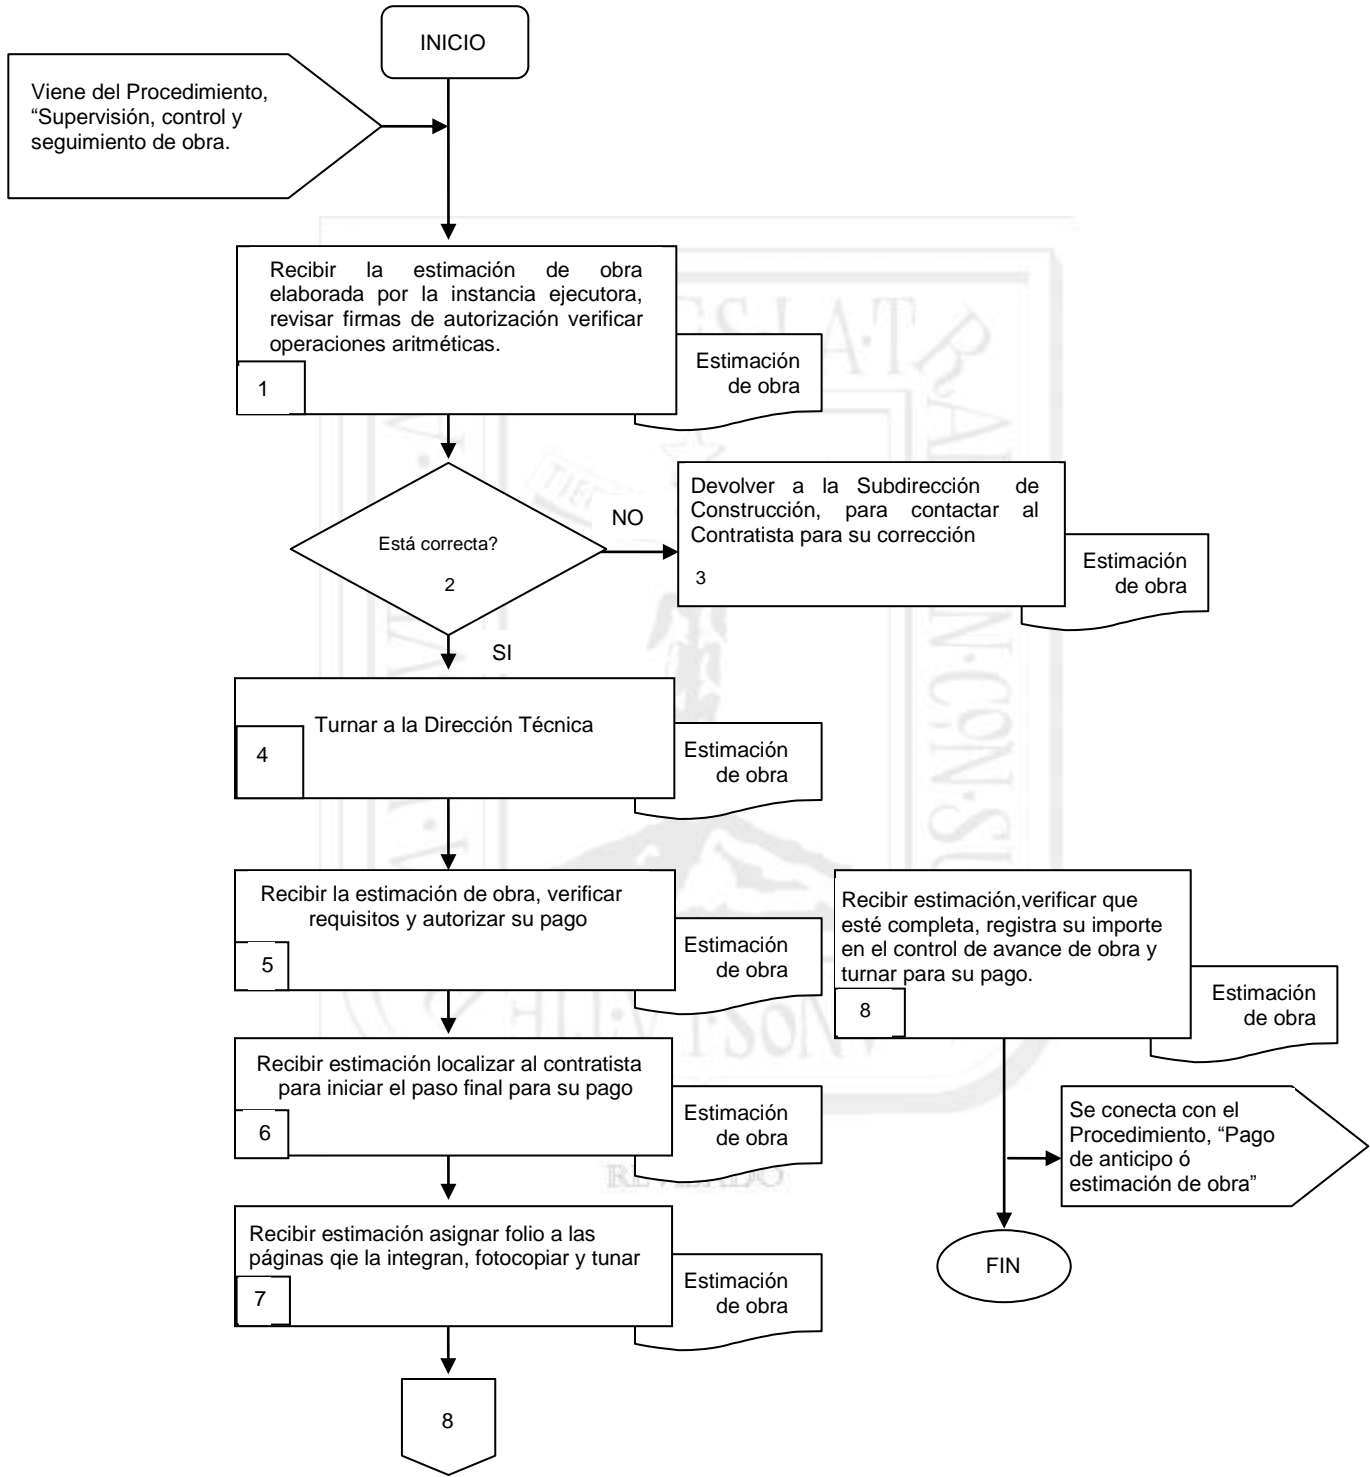 INICIO
Viene del Procedimiento,
“Supervisión, control y
seguimiento de obra.
Recibir la estimación de obra
elaborada por la instancia ejecutora,
revisar firmas de autorización verificar
operaciones aritméticas.
1
Estimación
de obra
Está correcta?
2
NO
Devolver a la Subdirección de
Construcción, para contactar al
Contratista para su corrección
3
Estimación
de obra
SI
Turnar a la Dirección Técnica
4
Estimación
de obra
Recibir la estimación de obra, verificar
requisitos y autorizar su pago
5
Estimación
de obra
Recibir estimación localizar al contratista
para iniciar el paso final para su pago
6
Estimación
de obra
Recibir estimación asignar folio a las
páginas qie la integran, fotocopiar y tunar
7
Estimación
de obra
8
Recibir estimación,verificar que
esté completa, registra su importe
en el control de avance de obra y
turnar para su pago.
8
Estimación
de obra
Se conecta con el
Procedimiento, “Pago
de anticipo ó
estimación de obra”
FIN